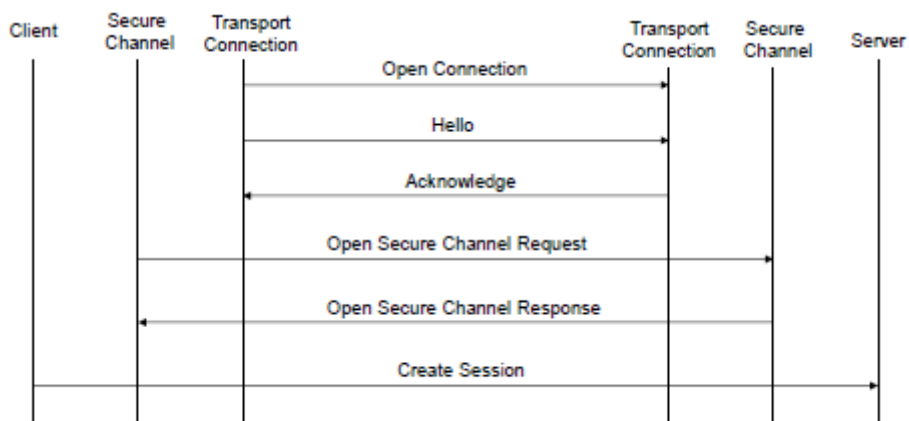 Client
Secure
Channel
Transport
Connection
Transport
Connection
Secure
Channel
Server
Open Connection
Hello
Acknowledge
Open Secure Channel Request
Open Secure Channel Response
Create Session